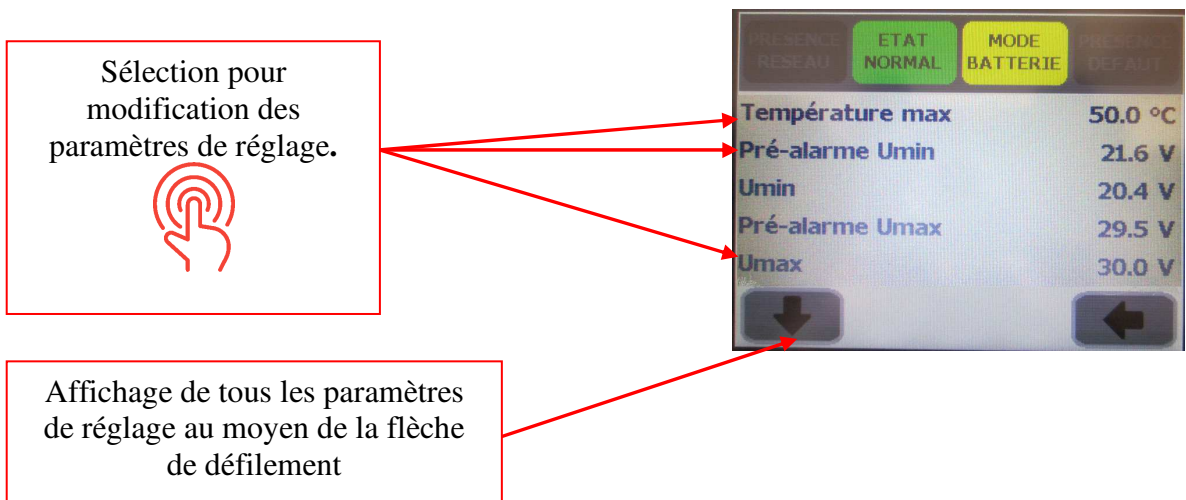 Sélection pour
modification des
paramètres de réglage.
PRESENCE RESEAU
ETAT NORMAL
MODE BATTERIE
PRESENCE DEFAUT
Température max 50.0 °C
Pré-alarme Umin 21.6 V
Umin 20.4 V
Pré-alarme Umax 29.5 V
Umax 30.0 V
Affichage de tous les paramètres
de réglage au moyen de la flèche
de défilement